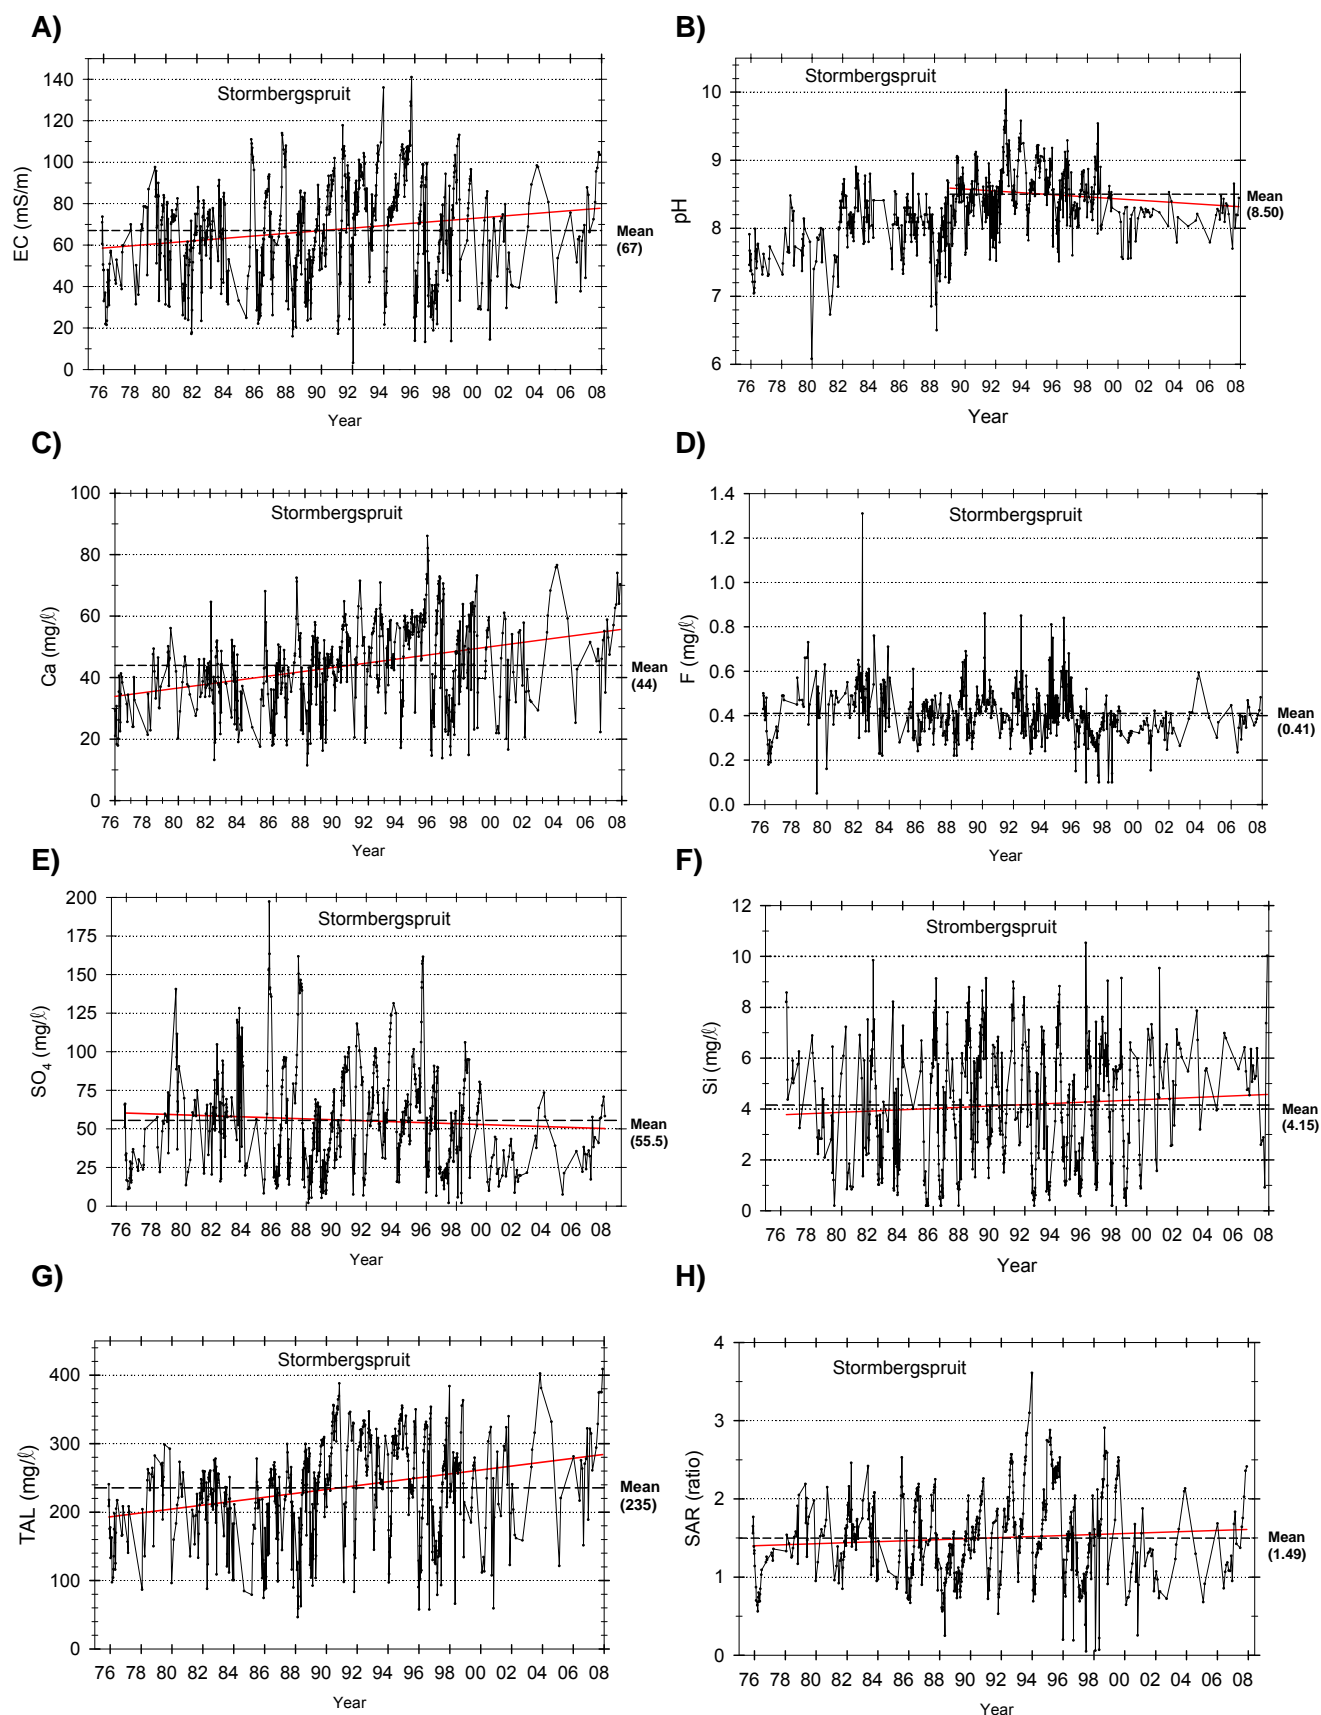 A)
EC (mS/m)
140
120
100
80
60
40
20
0
Stormbergspruit
Mean
(67)
76 78 80 82 84 86 88 90 92 94 96 98 00 02 04 06 08
Year
B)
pH
10
9
8
7
6
Stormbergspruit
Mean
(8.50)
76 78 80 82 84 86 88 90 92 94 96 98 00 02 04 06 08
Year
C)
Ca (mg/ℓ)
100
80
60
40
20
0
Stormbergspruit
Mean
(44)
76 78 80 82 84 86 88 90 92 94 96 98 00 02 04 06 08
Year
D)
F (mg/ℓ)
1.4
1.2
1.0
0.8
0.6
0.4
0.2
0.0
Stormbergspruit
Mean
(0.41)
76 78 80 82 84 86 88 90 92 94 96 98 00 02 04 06 08
Year
E)
SO4 (mg/ℓ)
200
175
150
125
100
75
50
25
0
Stormbergspruit
Mean
(55.5)
76 78 80 82 84 86 88 90 92 94 96 98 00 02 04 06 08
Year
F)
Si (mg/ℓ)
12
10
8
6
4
2
0
Strombergspruit
Mean
(4.15)
76 78 80 82 84 86 88 90 92 94 96 98 00 02 04 06 08
Year
G)
TAL (mg/ℓ)
400
300
200
100
0
Stormbergspruit
Mean
(235)
76 78 80 82 84 86 88 90 92 94 96 98 00 02 04 06 08
Year
H)
SAR (ratio)
4
3
2
1
0
Stormbergspruit
Mean
(1.49)
76 78 80 82 84 86 88 90 92 94 96 98 00 02 04 06 08
Year